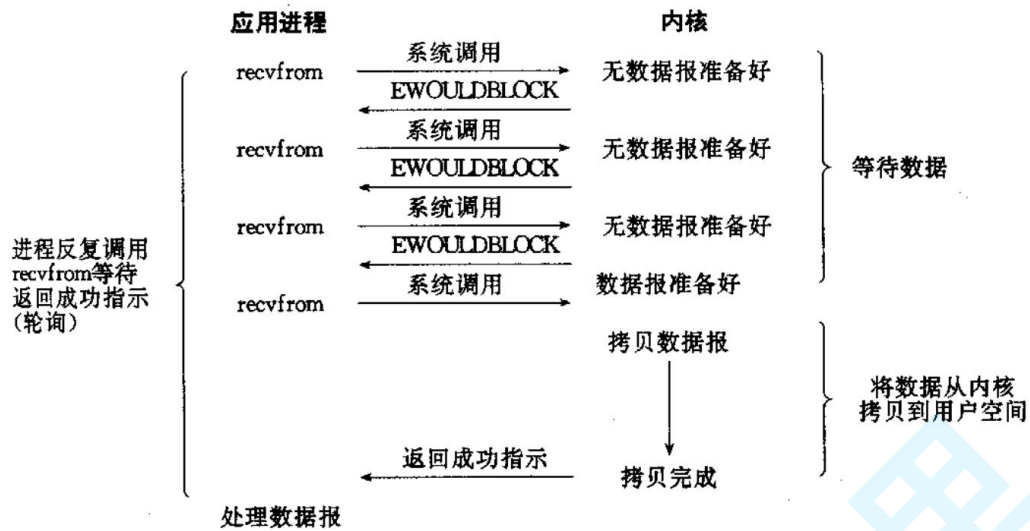 应用进程 内核
recvfrom 系统调用 无数据报准备好
EWOULDBLOCK
recvfrom 系统调用 无数据报准备好
EWOULDBLOCK
等待数据
recvfrom 系统调用 无数据报准备好
EWOULDBLOCK
进程反复调用
recvfrom等待
返回成功指示
(轮询)
recvfrom 系统调用 数据报准备好
拷贝数据报
将数据从内核
拷贝到用户空间
返回成功指示 拷贝完成
处理数据报